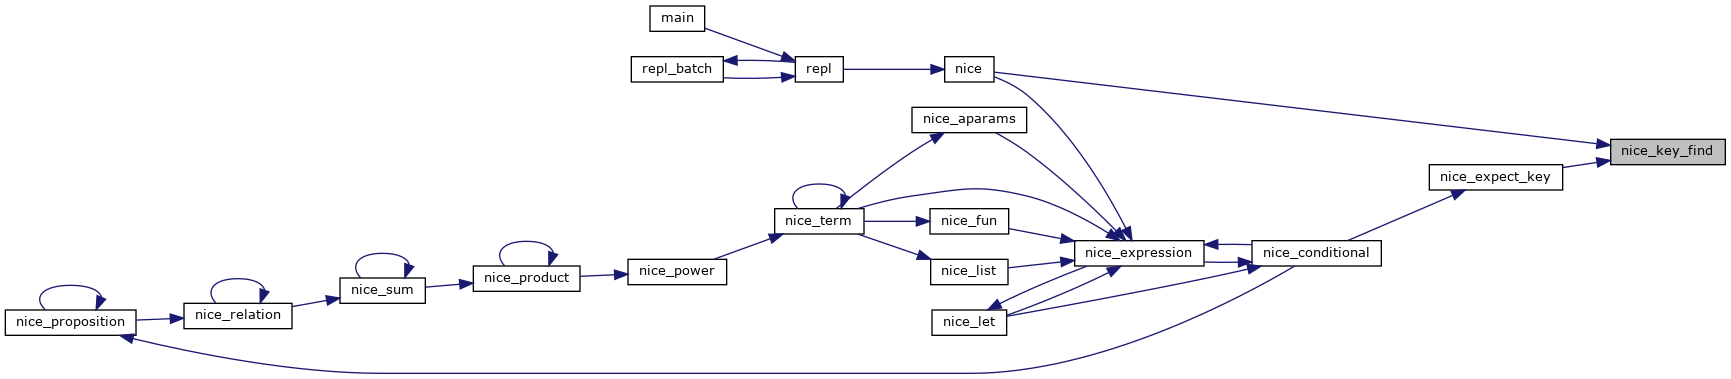 main
repl_batch
repl
nice
nice_aparams
nice_key_find
nice_expect_key
nice_term
nice_fun
nice_expression
nice_conditional
nice_power
nice_list
nice_product
nice_sum
nice_relation
nice_proposition
nice_let